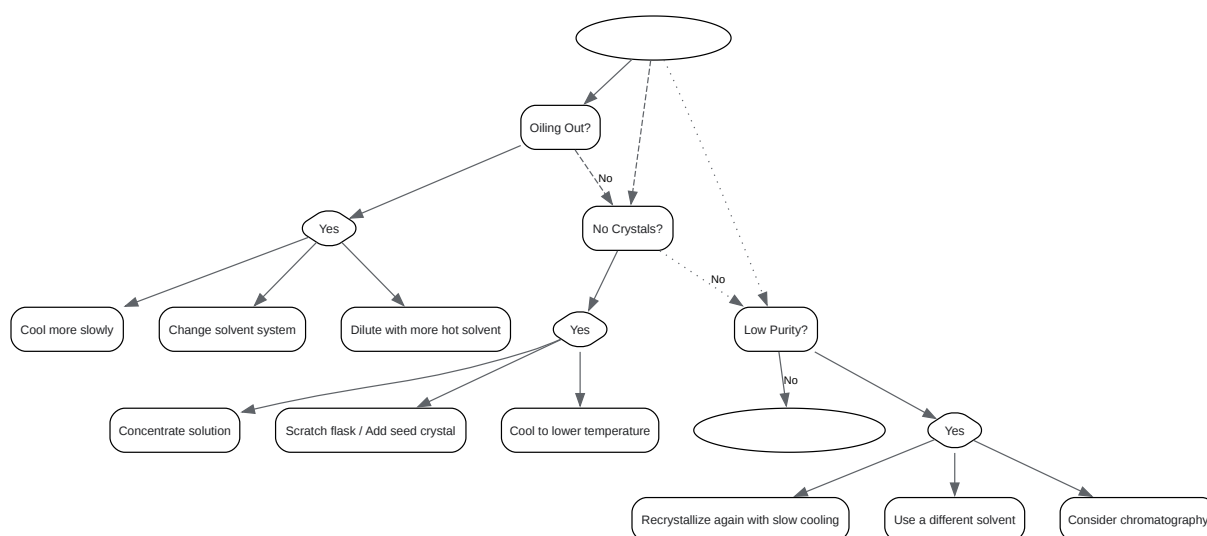 Oiling Out?
No
Yes
No Crystals?
No
Cool more slowly
Change solvent system
Dilute with more hot solvent
Yes
Low Purity?
No
Concentrate solution
Scratch flask / Add seed crystal
Cool to lower temperature
Yes
Recrystallize again with slow cooling
Use a different solvent
Consider chromatography